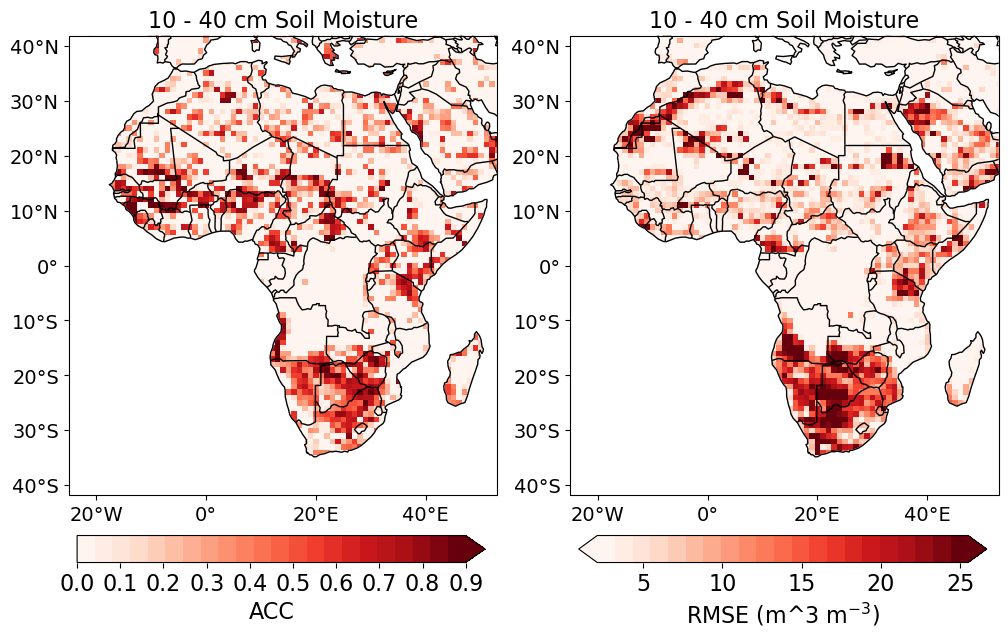 10 - 40 cm Soil Moisture 10 - 40 cm Soil Moisture
40°N 40°N
30°N 30°N
20°N 20°N
10°N 10°N
0° 0°
10°S 10°S
20°S 20°S
30°S 30°S
40°S 40°S
20°W 0° 20°E 40°E 20°W 0° 20°E 40°E
0.0 0.1 0.2 0.3 0.4 0.5 0.6 0.7 0.8 0.9 5 10 15 20 25
ACC RMSE (m^3 m⁻³)